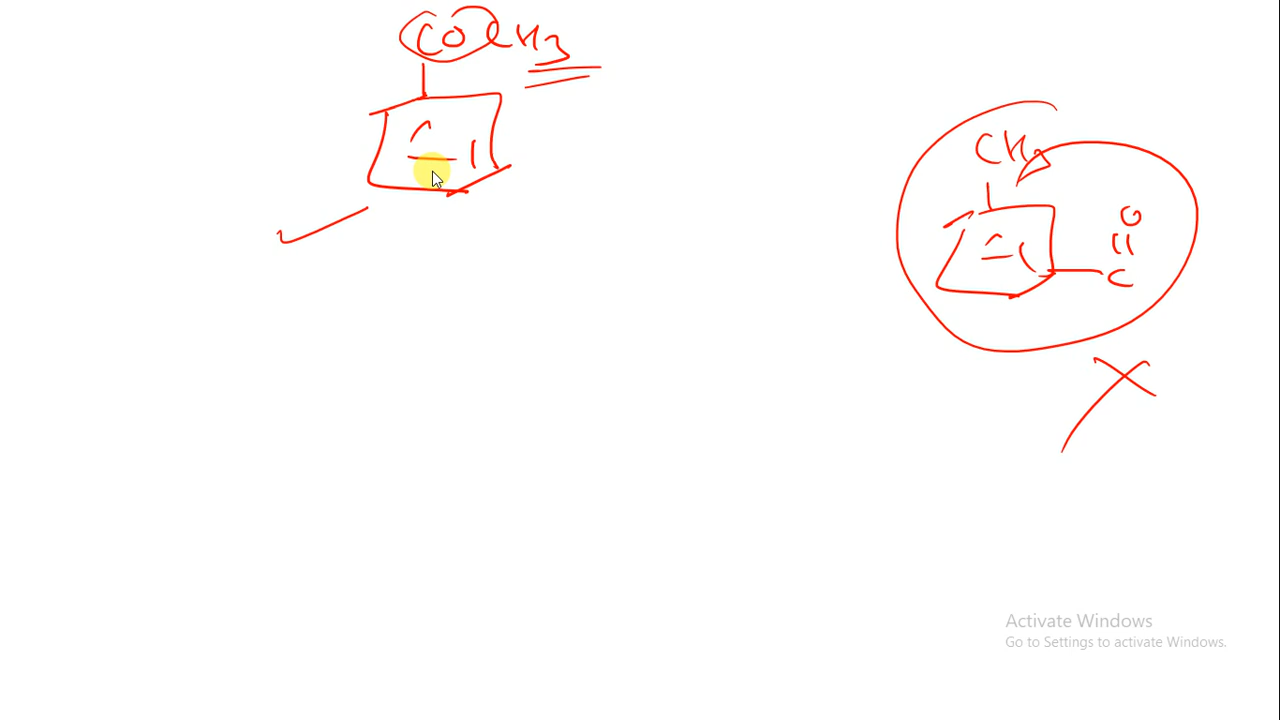 COCH3
CH3
O
C
Activate Windows
Go to Settings to activate Windows.